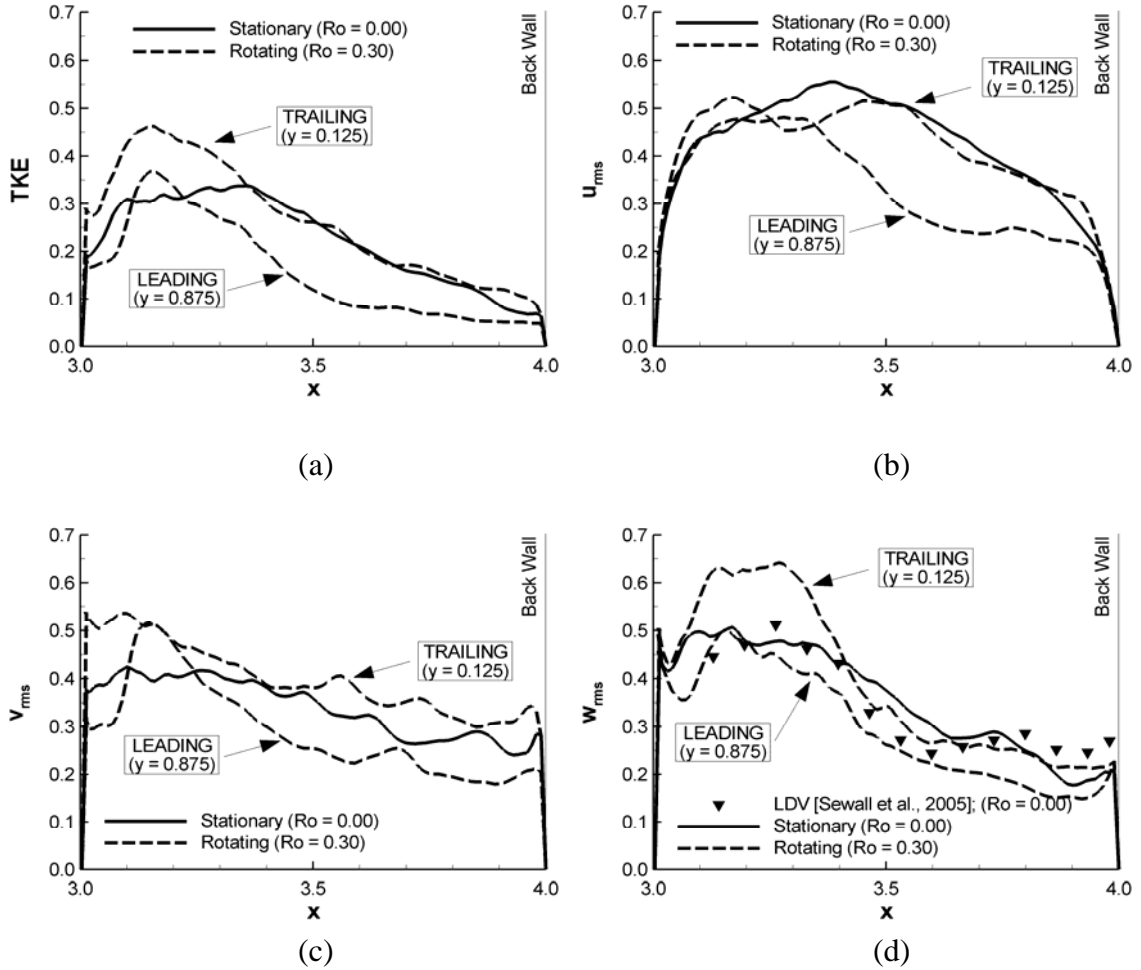 0.7
0.6
0.5
0.4
0.3
0.2
0.1
0.0
TKE
Stationary (Ro = 0.00)
Rotating (Ro = 0.30)
TRAILING
(y = 0.125)
LEADING
(y = 0.875)
Back Wall
3.0 3.5 4.0
x
(a)
0.7
0.6
0.5
0.4
0.3
0.2
0.1
0.0
u_rms
Stationary (Ro = 0.00)
Rotating (Ro = 0.30)
TRAILING
(y = 0.125)
LEADING
(y = 0.875)
Back Wall
3.0 3.5 4.0
x
(b)
0.7
0.6
0.5
0.4
0.3
0.2
0.1
0.0
v_rms
TRAILING
(y = 0.125)
LEADING
(y = 0.875)
Stationary (Ro = 0.00)
Rotating (Ro = 0.30)
Back Wall
3.0 3.5 4.0
x
(c)
0.7
0.6
0.5
0.4
0.3
0.2
0.1
0.0
w_rms
TRAILING
(y = 0.125)
LEADING
(y = 0.875)
LDV [Sewall et al., 2005]; (Ro = 0.00)
Stationary (Ro = 0.00)
Rotating (Ro = 0.30)
Back Wall
3.0 3.5 4.0
x
(d)